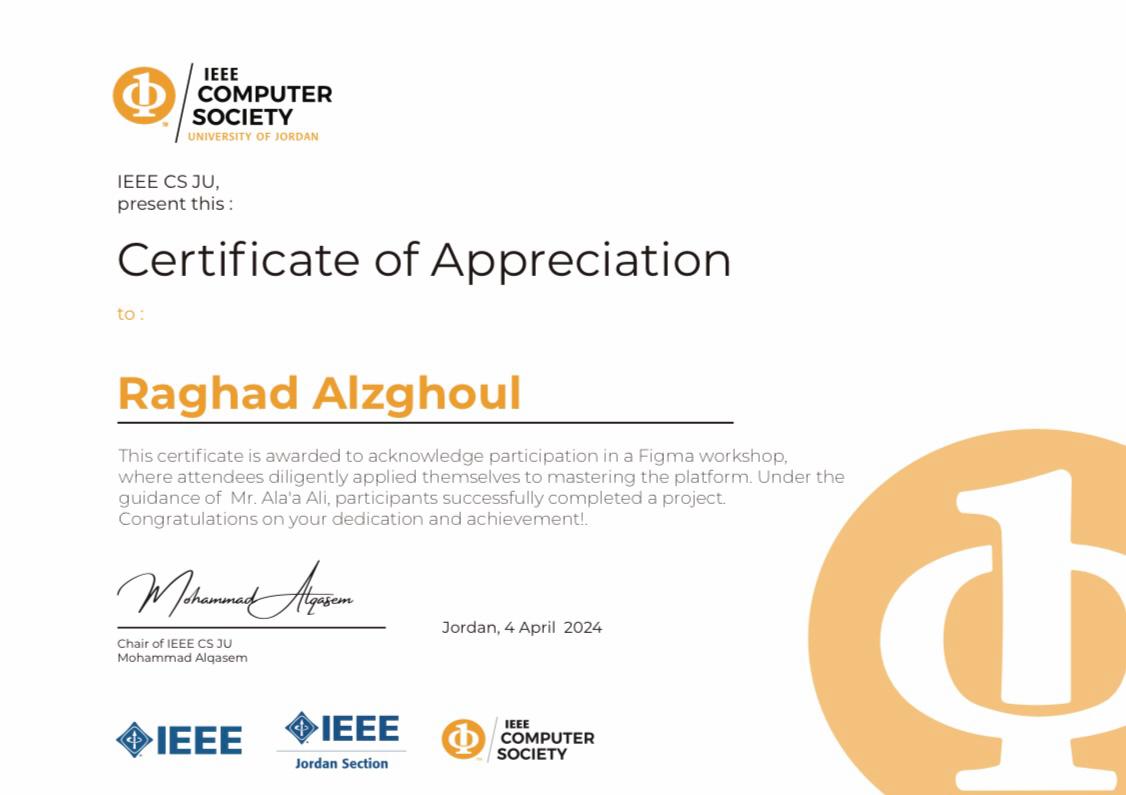 IEEE
COMPUTER
SOCIETY
UNIVERSITY OF JORDAN
IEEE CS JU,
present this :
Certificate of Appreciation
to :
Raghad Alzghoul
This certificate is awarded to acknowledge participation in a Figma workshop,
where attendees diligently applied themselves to mastering the platform. Under the
guidance of  Mr. Ala'a Ali, participants successfully completed a project.
Congratulations on your dedication and achievement!.
Mohammad Alqasem
Chair of IEEE CS JU
Mohammad Alqasem
Jordan, 4 April  2024
IEEE
IEEE
Jordan Section
IEEE
COMPUTER
SOCIETY